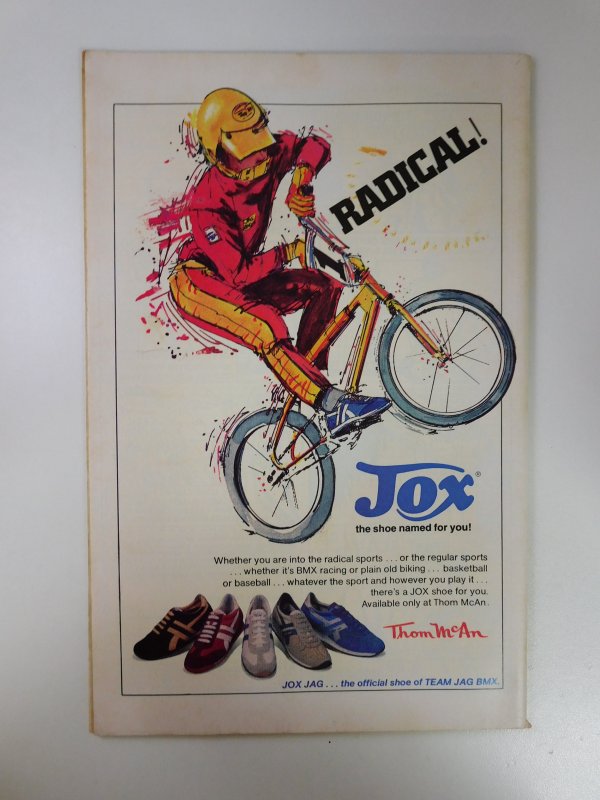 RADICAL!
1
Jox®
the shoe named for you!
Whether you are into the radical sports . . . or the regular sports
. . . whether it's BMX racing or plain old biking . . . basketball
or baseball . . . whatever the sport and however you play it . . .
there's a JOX shoe for you.
Available only at Thom McAn.
Thom McAn
JOX JAG . . . the official shoe of TEAM JAG BMX.